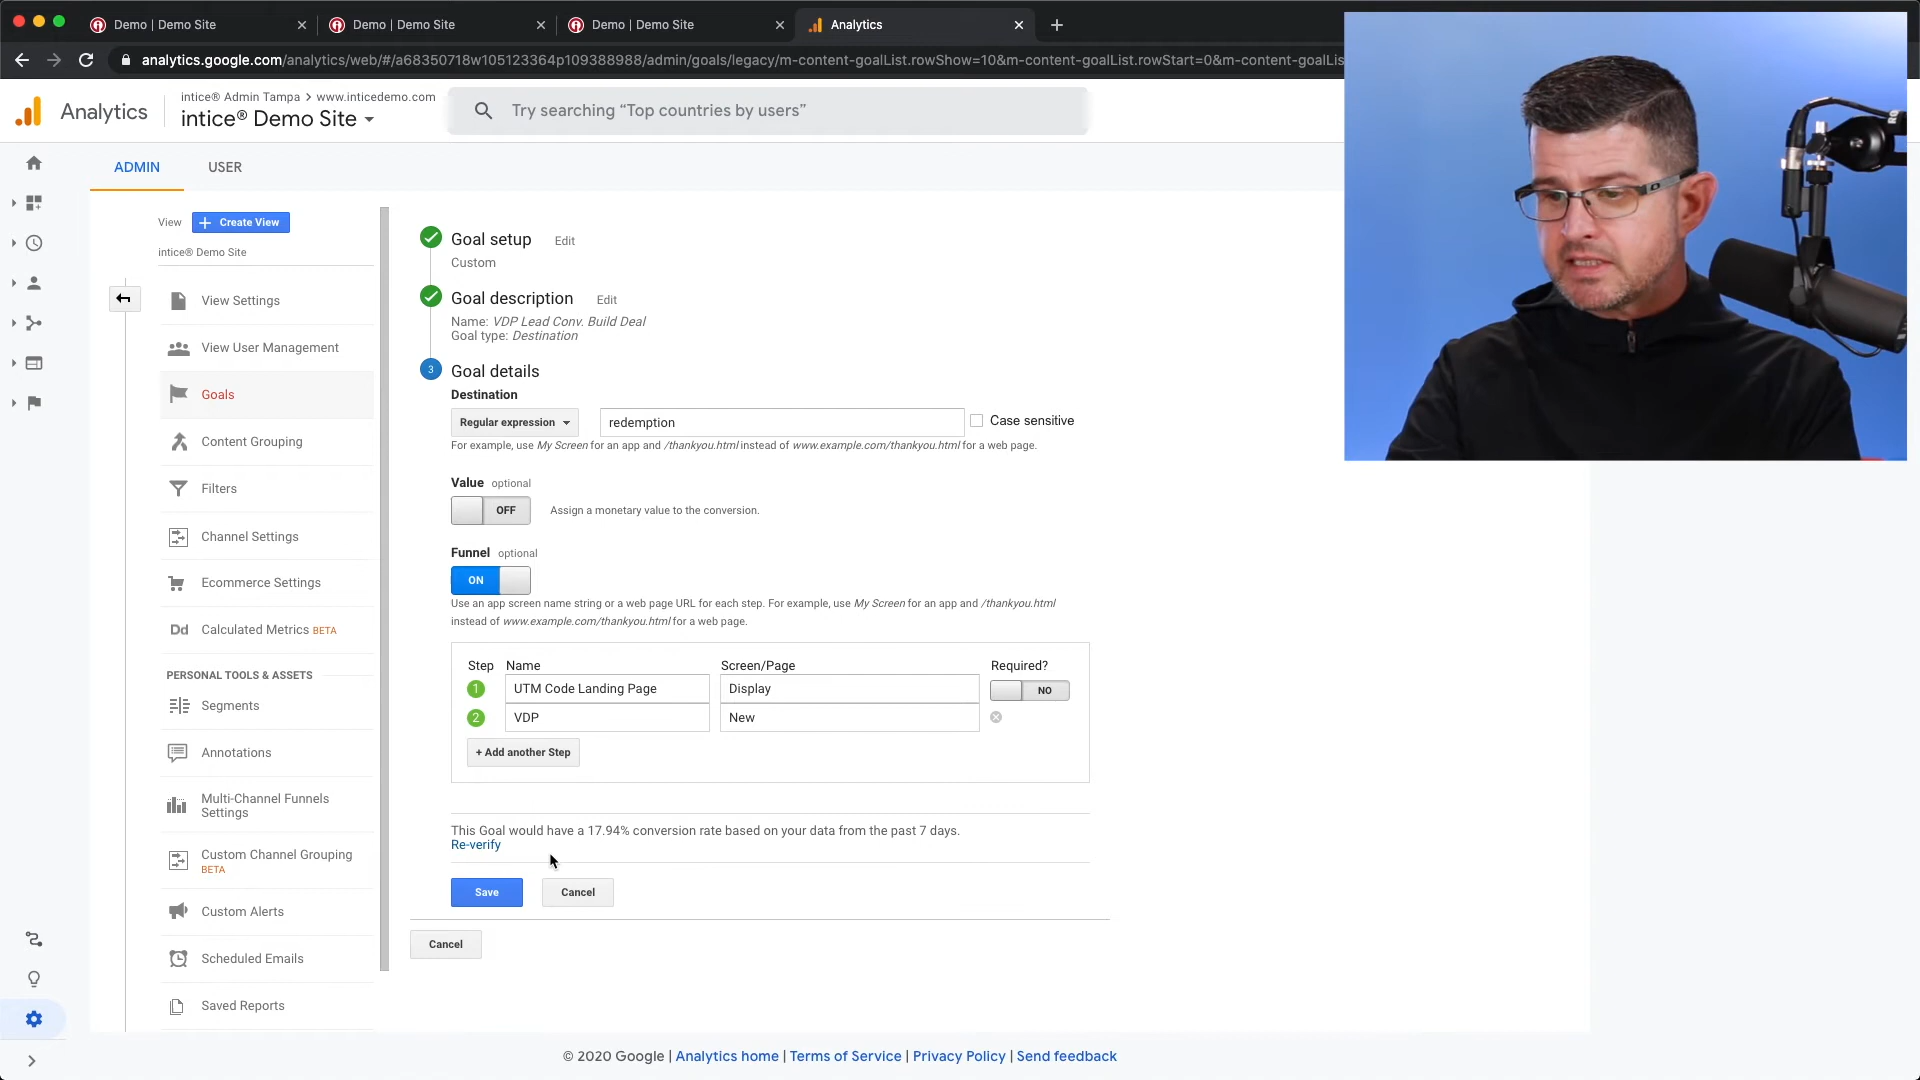 Demo | Demo Site
Demo | Demo Site
Demo | Demo Site
Analytics
analytics.google.com/analytics/web/#/a68350718w105123364p109388988/admin/goals/legacy/m-content-goalList.rowShow=10&m-content-goalList.rowStart=0&m-content-goalLis
Analytics
intice® Admin Tampa > www.inticedemo.com
intice® Demo Site
Try searching “Top countries by users”
ADMIN
USER
View
+ Create View
intice® Demo Site
View Settings
View User Management
Goals
Content Grouping
Filters
Channel Settings
Ecommerce Settings
Dd Calculated Metrics BETA
PERSONAL TOOLS & ASSETS
Segments
Annotations
Multi-Channel Funnels
Settings
Custom Channel Grouping
BETA
Custom Alerts
Scheduled Emails
Saved Reports
Goal setup Edit
Custom
Goal description Edit
Name: VDP Lead Conv. Build Deal
Goal type: Destination
3 Goal details
Destination
Regular expression
redemption
Case sensitive
For example, use My Screen for an app and /thankyou.html instead of www.example.com/thankyou.html for a web page.
Value optional
OFF
Assign a monetary value to the conversion.
Funnel optional
ON
Use an app screen name string or a web page URL for each step. For example, use My Screen for an app and /thankyou.html
instead of www.example.com/thankyou.html for a web page.
Step Name Screen/Page Required?
1 UTM Code Landing Page Display NO
2 VDP New
+ Add another Step
This Goal would have a 17.94% conversion rate based on your data from the past 7 days.
Re-verify
Save
Cancel
Cancel
© 2020 Google | Analytics home | Terms of Service | Privacy Policy | Send feedback